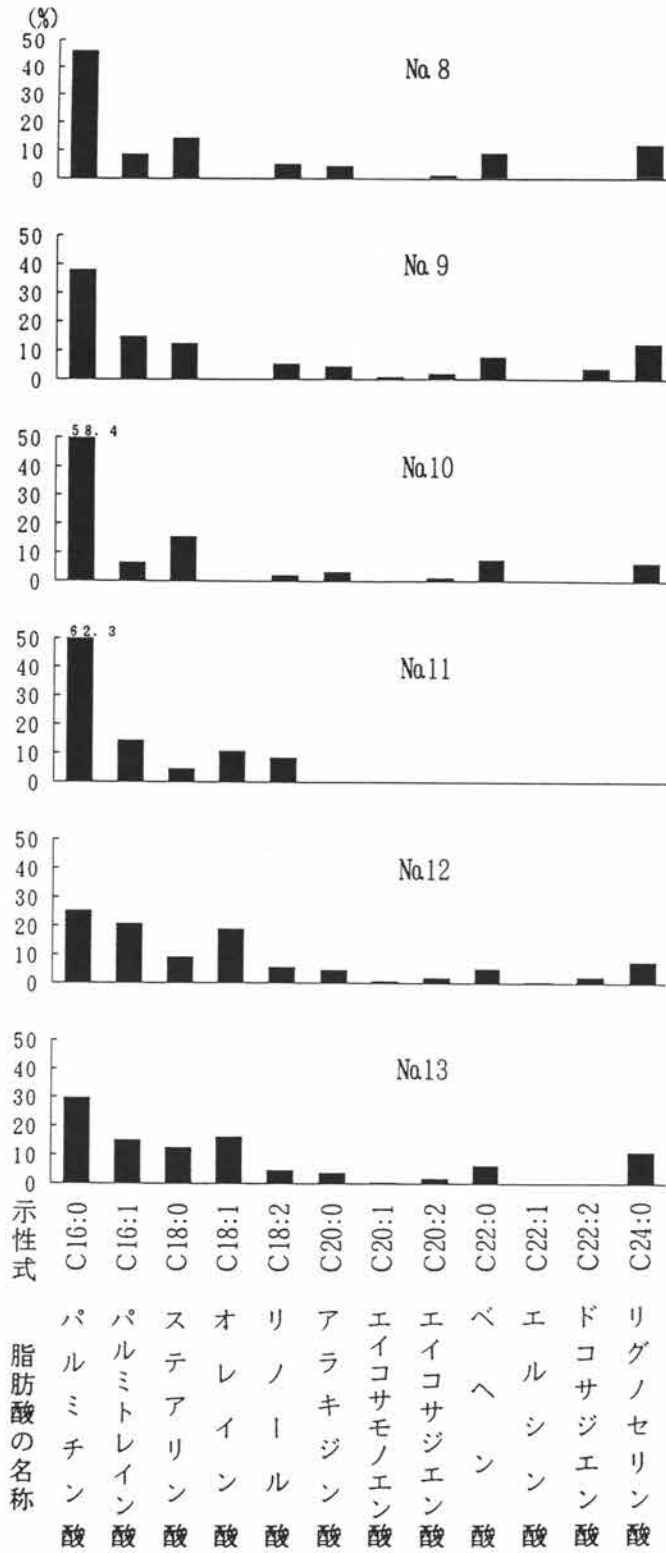 (%)
50
40
30
20
10
0
No.8
50
40
30
20
10
0
No.9
58.4
50
40
30
20
10
0
No.10
62.3
50
40
30
20
10
0
No.11
50
40
30
20
10
0
No.12
50
40
30
20
10
0
No.13
示性式
C16:0
C16:1
C18:0
C18:1
C18:2
C20:0
C20:1
C20:2
C22:0
C22:1
C22:2
C24:0
脂肪酸の名称
パルミチン酸
パルミトレイン酸
ステアリン酸
オレイン酸
リノール酸
アラキジン酸
エイコサモノエン酸
エイコサジエン酸
ベヘン酸
エルシン酸
ドコサジエン酸
リグノセリン酸